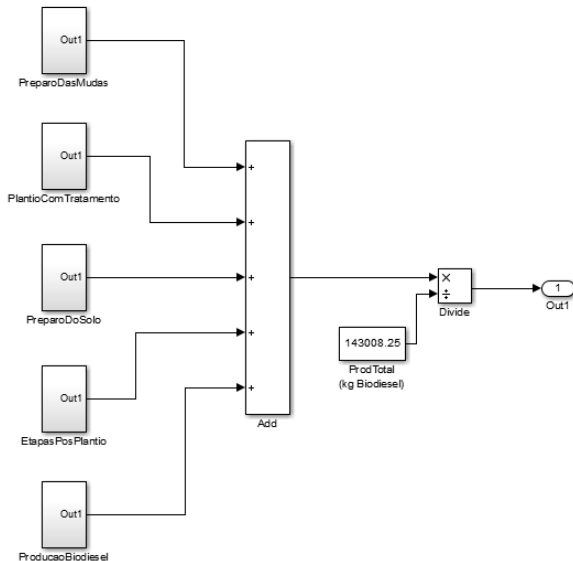 Out1
PreparoDasMudas
Out1
PlantioComTratamento
Out1
PreparoDoSolo
Out1
EtapasPosPlantio
Out1
ProducaoBiodiesel
+
+
+
+
+
Add
×
÷
Divide
143008.25
ProdTotal
(kg Biodiesel)
1
Out1